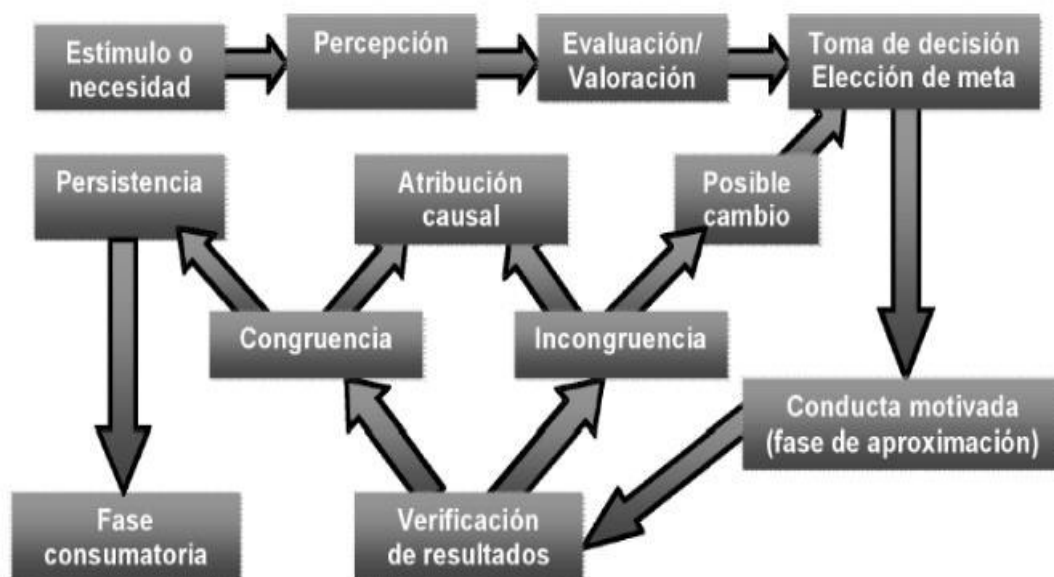 Estímulo o
necesidad
Percepción
Evaluación/
Valoración
Toma de decisión
Elección de meta
Persistencia
Atribución
causal
Posible
cambio
Congruencia
Incongruencia
Conducta motivada
(fase de aproximación)
Fase
consumatoria
Verificación
de resultados